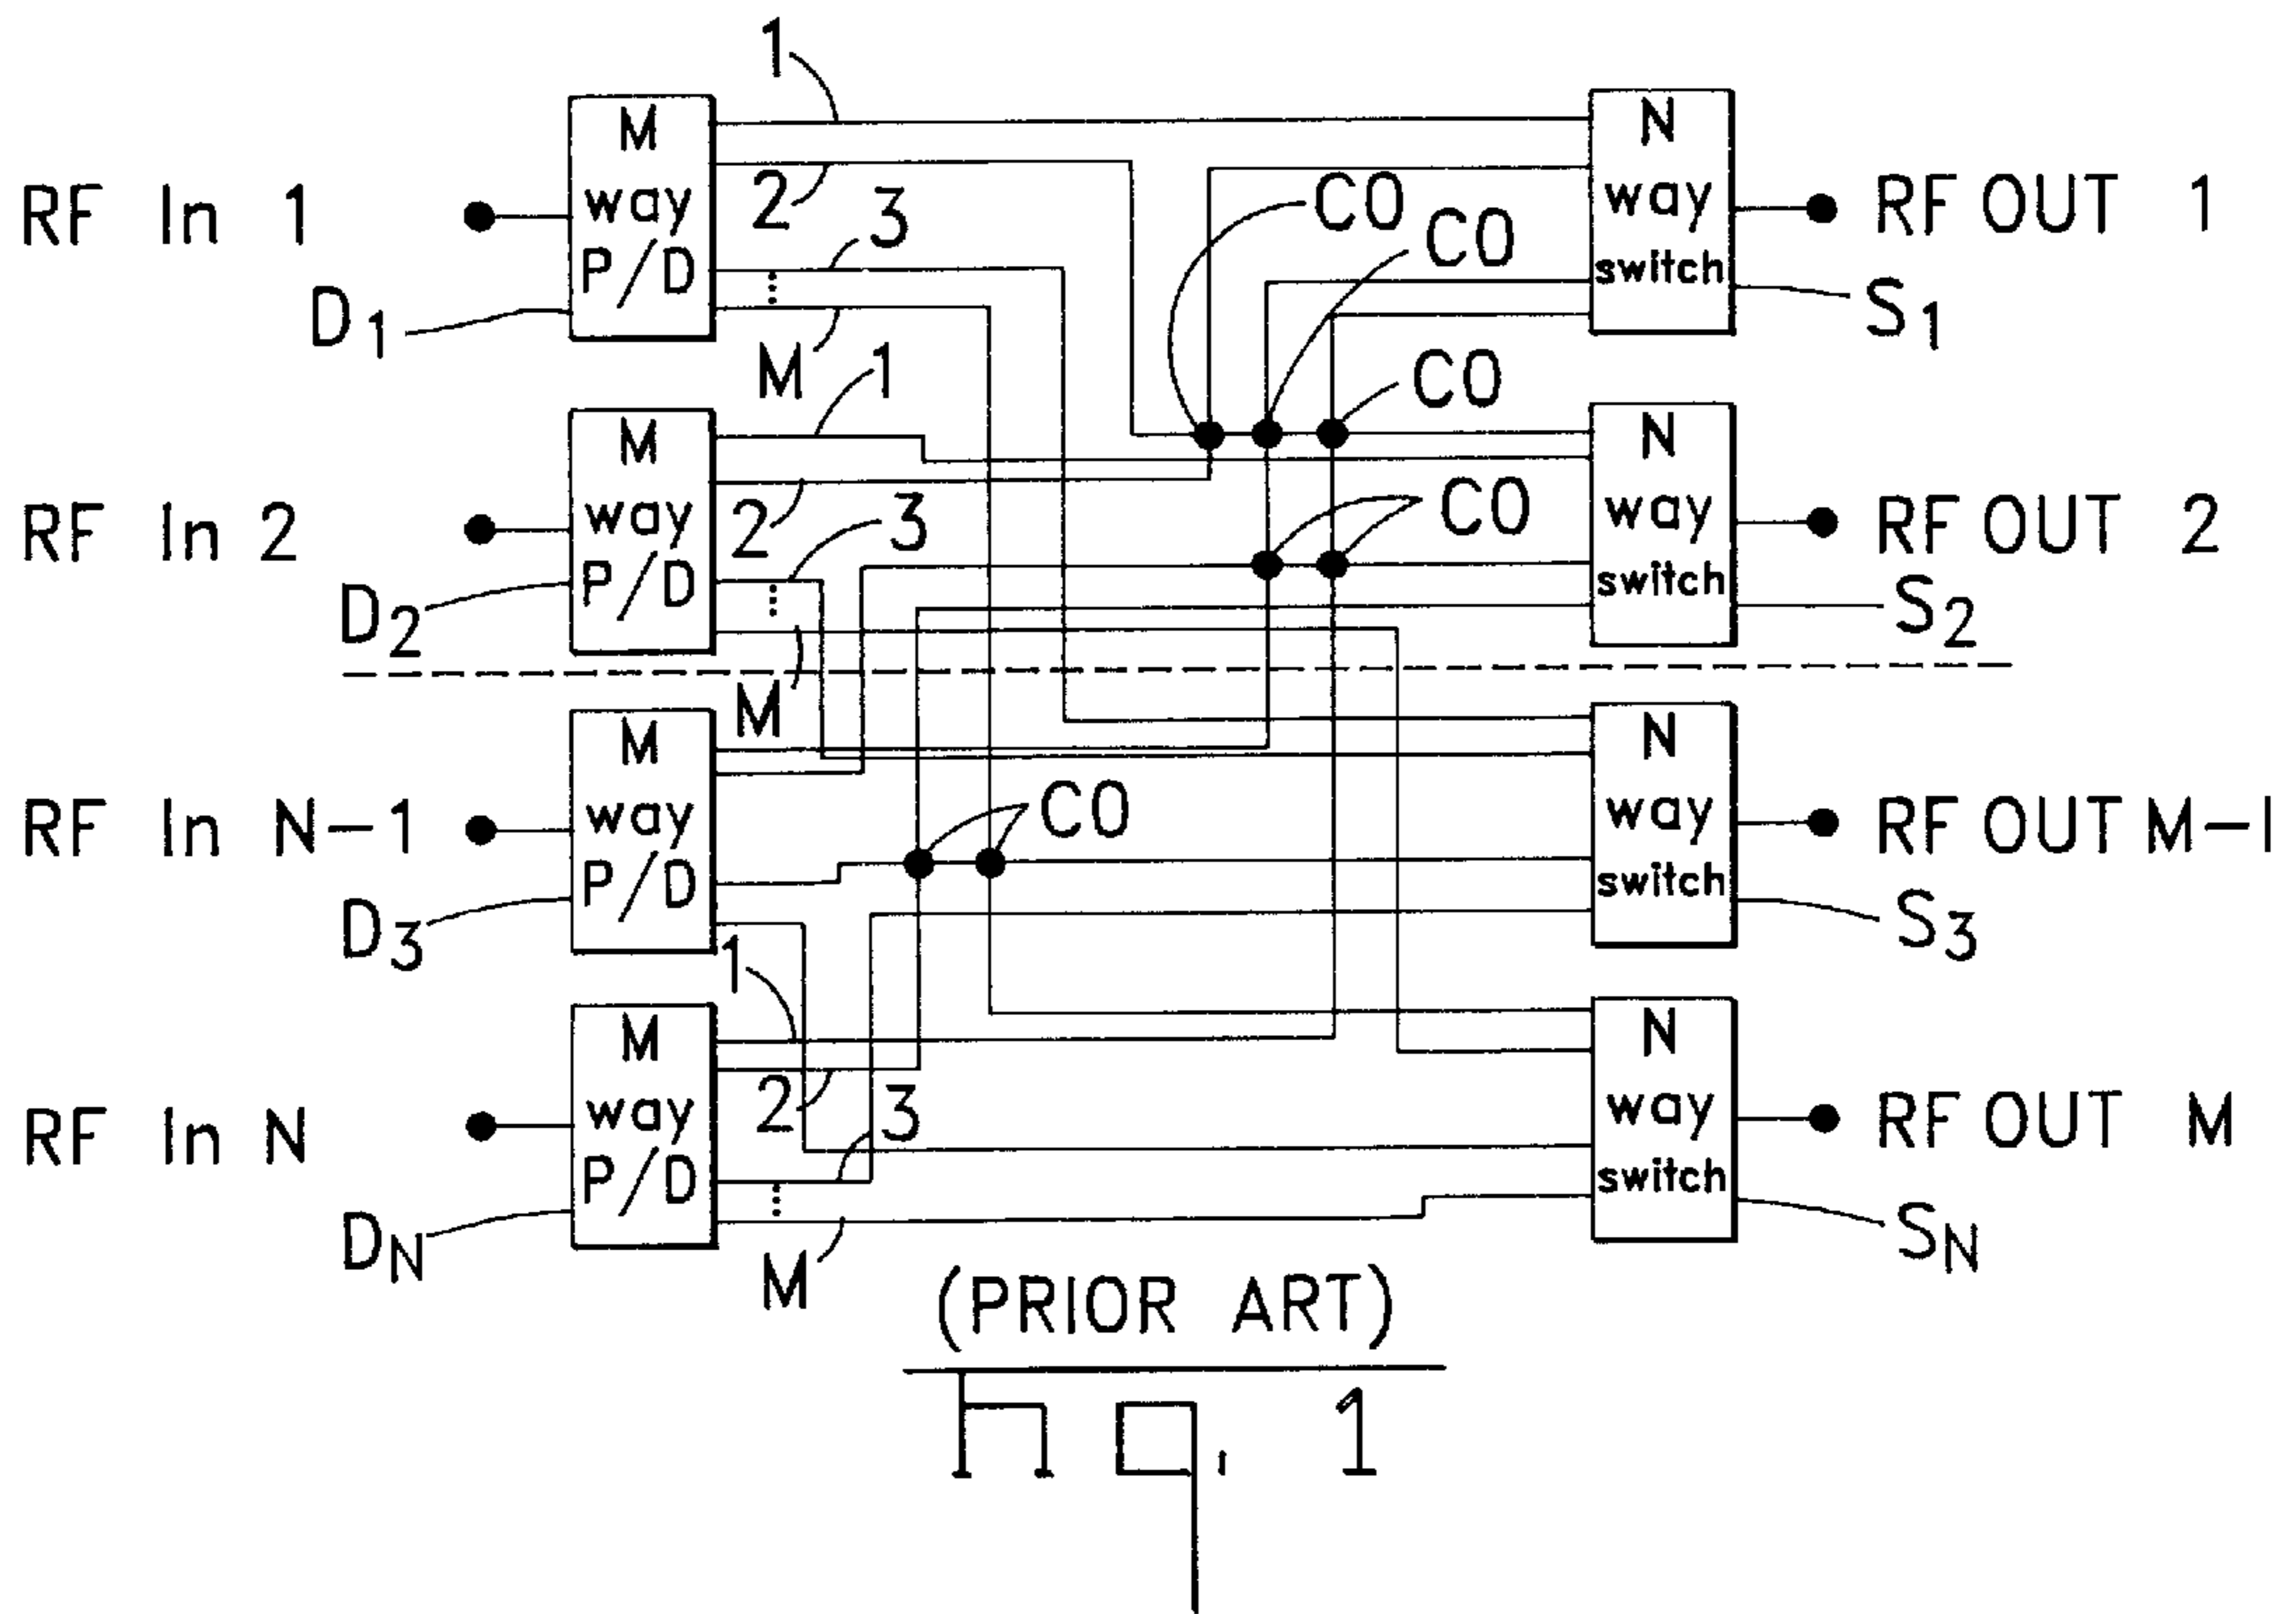 1
M
way
P/D
RF In 1
D1
2
3
M
N
way
switch
RF OUT 1
S1
CO
CO
CO
1
M
way
P/D
RF In 2
D2
2
3
M
CO
N
way
switch
RF OUT 2
S2
M
way
P/D
RF In N-1
D3
CO
N
way
switch
RF OUT M-1
S3
1
M
way
P/D
RF In N
DN
2
3
M
N
way
switch
RF OUT M
SN
(PRIOR ART)
Fig. 1